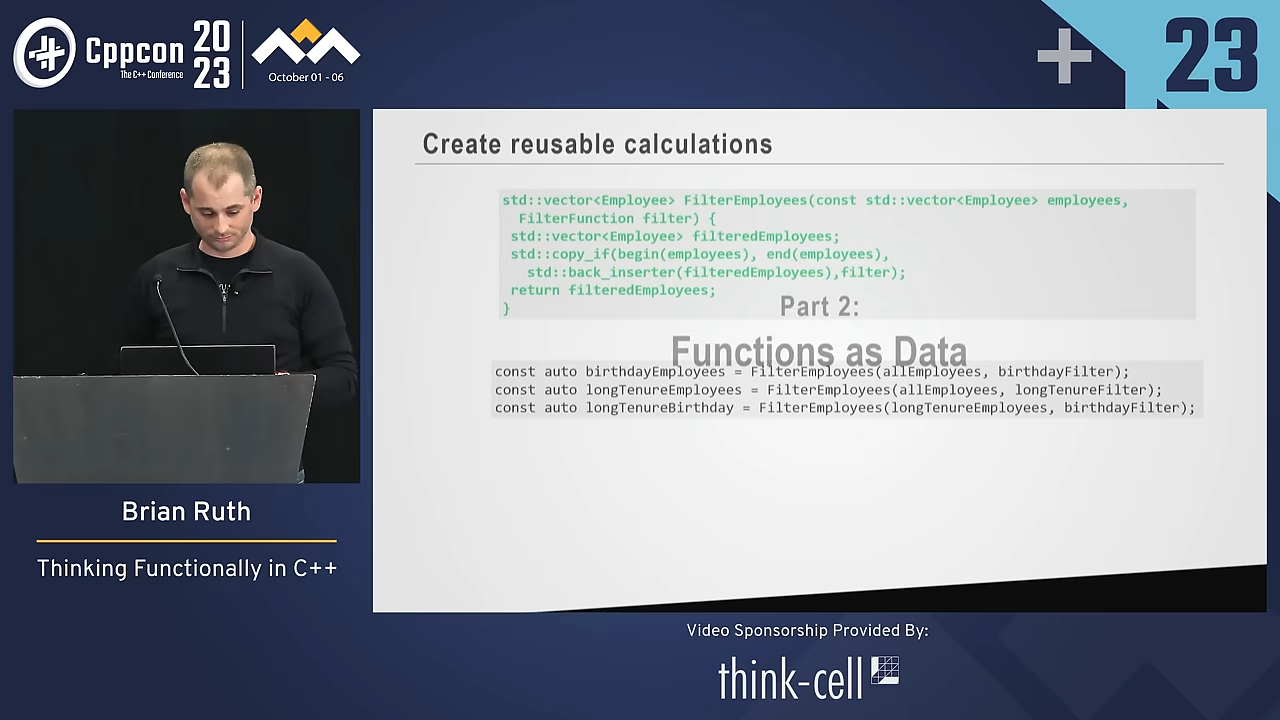 Cppcon
The C++ Conference
20
23
October 01 - 06
23
Create reusable calculations
std::vector<Employee> FilterEmployees(const std::vector<Employee> employees,
FilterFunction filter) {
std::vector<Employee> filteredEmployees;
std::copy_if(begin(employees), end(employees),
std::back_inserter(filteredEmployees),filter);
return filteredEmployees;
}
Part 2:
Functions as Data
const auto birthdayEmployees = FilterEmployees(allEmployees, birthdayFilter);
const auto longTenureEmployees = FilterEmployees(allEmployees, longTenureFilter);
const auto longTenureBirthday = FilterEmployees(longTenureEmployees, birthdayFilter);
Brian Ruth
Thinking Functionally in C++
Video Sponsorship Provided By:
think-cell